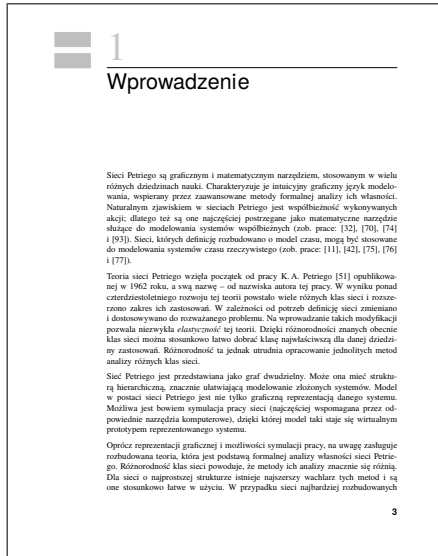 1
Wprowadzenie
Sieci Petriego są graficznym i matematycznym narzędziem, stosowanym w wielu
różnych dziedzinach nauki. Charakteryzuje je intuicyjny graficzny język modelo-
wania, wspierany przez zaawansowane metody formalnej analizy ich własności.
Naturalnym zjawiskiem w sieciach Petriego jest współbieżność wykonywanych
akcji; dlatego też są one najczęściej postrzegane jako matematyczne narzędzie
służące do modelowania systemów współbieżnych (zob. prace: [32], [70], [74]
i [93]). Sieci, których definicję rozbudowano o model czasu, mogą być stosowane
do modelowania systemów czasu rzeczywistego (zob. prace: [11], [42], [75], [76]
i [77]).
Teoria sieci Petriego wzięła początek od pracy K. A. Petriego [51] opublikowa-
nej w 1962 roku, a swą nazwę – od nazwiska autora tej pracy. W wyniku ponad
czterdziestoletniego rozwoju tej teorii powstało wiele różnych klas sieci i rozsze-
rzono zakres ich zastosowań. W zależności od potrzeb definicję sieci zmieniano
i dostosowywano do rozważanego problemu. Na wprowadzanie takich modyfikacji
pozwala niezwykła elastyczność tej teorii. Dzięki różnorodności znanych obecnie
klas sieci można stosunkowo łatwo dobrać klasę najwłaściwszą dla danej dziedzi-
ny zastosowań. Różnorodność ta jednak utrudnia opracowanie jednolitych metod
analizy różnych klas sieci.
Sieć Petriego jest przedstawiana jako graf dwudzielny. Może ona mieć struktu-
rą hierarchiczną, znacznie ułatwiającą modelowanie złożonych systemów. Model
w postaci sieci Petriego jest nie tylko graficzną reprezentacją danego systemu.
Możliwa jest bowiem symulacja pracy sieci (najczęściej wspomagana przez od-
powiednie narzędzia komputerowe), dzięki której model taki staje się wirtualnym
prototypem reprezentowanego systemu.
Oprócz reprezentacji graficznej i możliwości symulacji pracy, na uwagę zasługuje
rozbudowana teoria, która jest podstawą formalnej analizy własności sieci Petrie-
go. Różnorodność klas sieci powoduje, że metody ich analizy znacznie się różnią.
Dla sieci o najprostszej strukturze istnieje najszerszy wachlarz tych metod i są
one stosunkowo łatwe w użyciu. W przypadku sieci najbardziej rozbudowanych
3